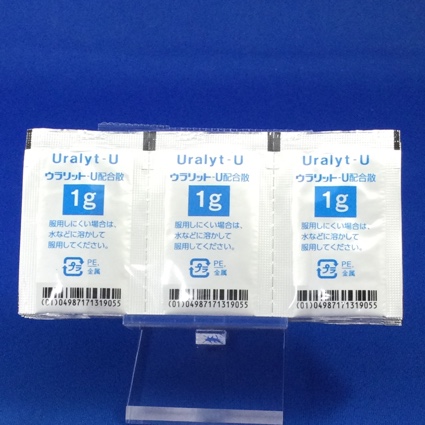 Uralyt-U
ウラリット-U配合散
1g
服用しにくい場合は、
水などに溶かして
服用してください。
プラ
PE,
金属
(01)04987171319055
Uralyt-U
ウラリット-U配合散
1g
服用しにくい場合は、
水などに溶かして
服用してください。
プラ
PE,
金属
(01)04987171319055
Uralyt-U
ウラリット-U配合散
1g
服用しにくい場合は、
水などに溶かして
服用してください。
プラ
PE,
金属
(01)04987171319055